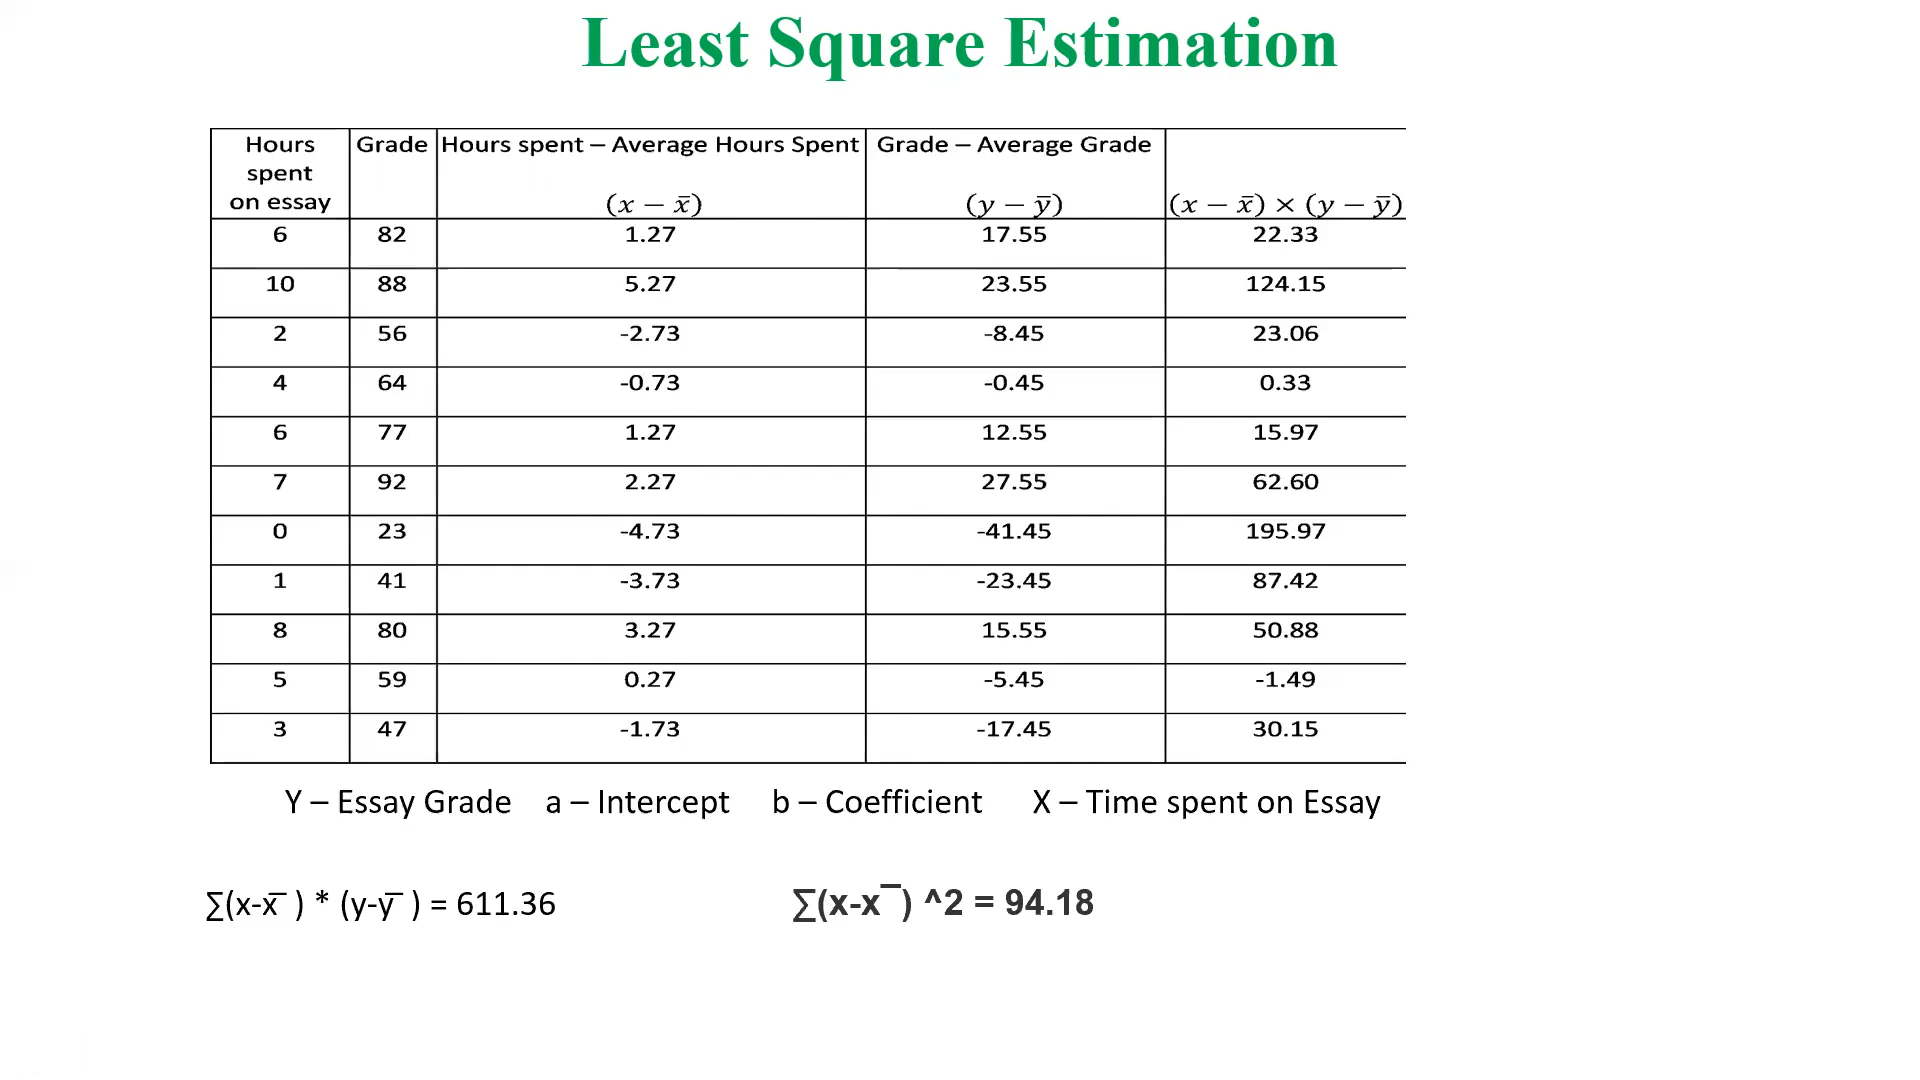 Least Square Estimation
Hours spent on essay | Grade | Hours spent – Average Hours Spent (x − x̄) | Grade – Average Grade (y − ȳ) | (x − x̄) × (y − ȳ)
6 | 82 | 1.27 | 17.55 | 22.33
10 | 88 | 5.27 | 23.55 | 124.15
2 | 56 | -2.73 | -8.45 | 23.06
4 | 64 | -0.73 | -0.45 | 0.33
6 | 77 | 1.27 | 12.55 | 15.97
7 | 92 | 2.27 | 27.55 | 62.60
0 | 23 | -4.73 | -41.45 | 195.97
1 | 41 | -3.73 | -23.45 | 87.42
8 | 80 | 3.27 | 15.55 | 50.88
5 | 59 | 0.27 | -5.45 | -1.49
3 | 47 | -1.73 | -17.45 | 30.15
Y – Essay Grade a – Intercept b – Coefficient X – Time spent on Essay
∑(x-x̅ ) * (y-y̅ ) = 611.36 ∑(x-x¯) ^2 = 94.18